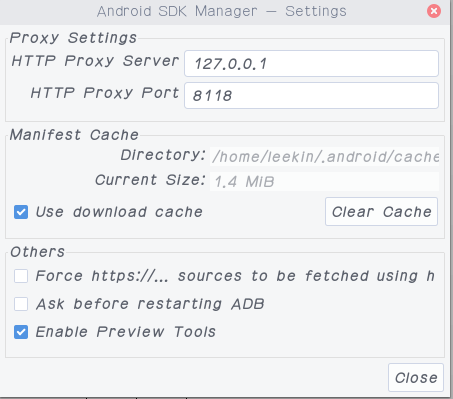 Android SDK Manager – Settings
Proxy Settings
HTTP Proxy Server 127.0.0.1
HTTP Proxy Port 8118
Manifest Cache
Directory: /home/leekin/.android/cache
Current Size: 1.4 MiB
Use download cache Clear Cache
Others
Force https://... sources to be fetched using h
Ask before restarting ADB
Enable Preview Tools
Close